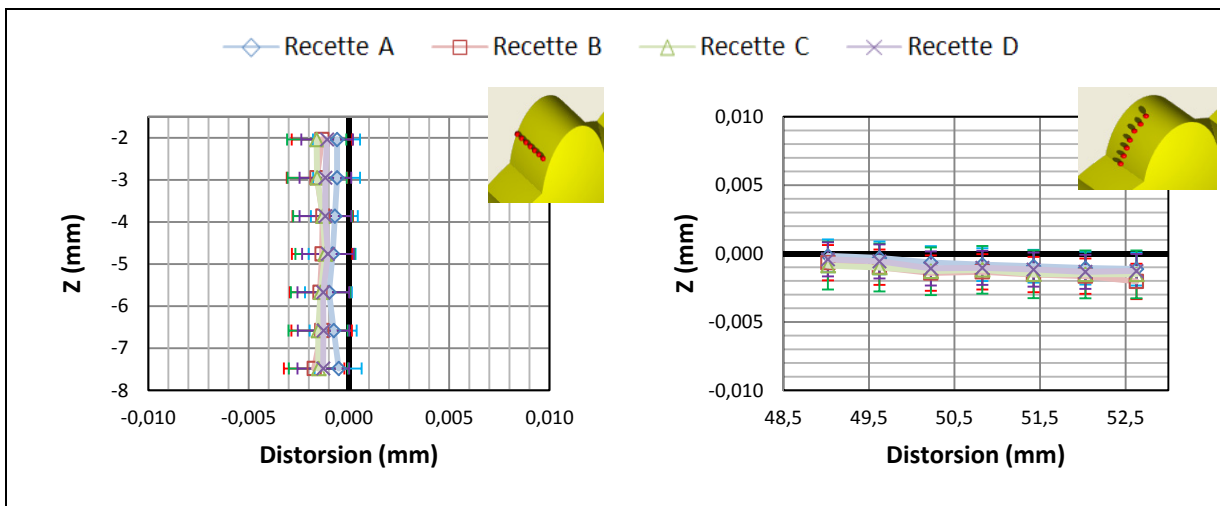 Recette A Recette B Recette C Recette D
-2
-3
-4
-5
-6
-7
-8
Z (mm)
-0,010 -0,005 0,000 0,005 0,010
Distorsion (mm)
0,010
0,005
0,000
-0,005
-0,010
Z (mm)
48,5 49,5 50,5 51,5 52,5
Distorsion (mm)